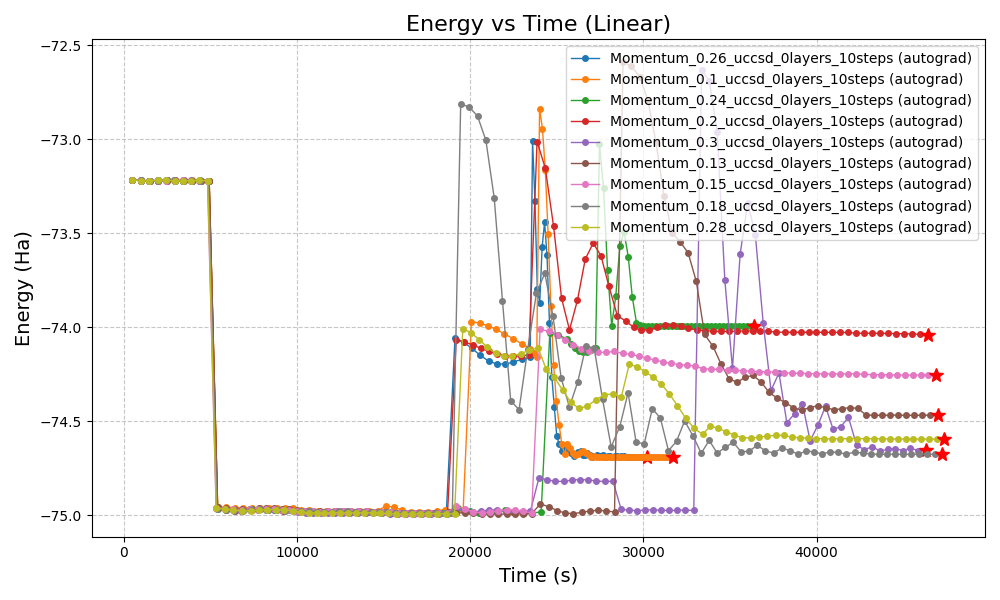 Energy vs Time (Linear)
−72.5
−73.0
−73.5
−74.0
−74.5
−75.0
Energy (Ha)
Momentum_0.26_uccsd_0layers_10steps (autograd)
Momentum_0.1_uccsd_0layers_10steps (autograd)
Momentum_0.24_uccsd_0layers_10steps (autograd)
Momentum_0.2_uccsd_0layers_10steps (autograd)
Momentum_0.3_uccsd_0layers_10steps (autograd)
Momentum_0.13_uccsd_0layers_10steps (autograd)
Momentum_0.15_uccsd_0layers_10steps (autograd)
Momentum_0.18_uccsd_0layers_10steps (autograd)
Momentum_0.28_uccsd_0layers_10steps (autograd)
0 10000 20000 30000 40000
Time (s)